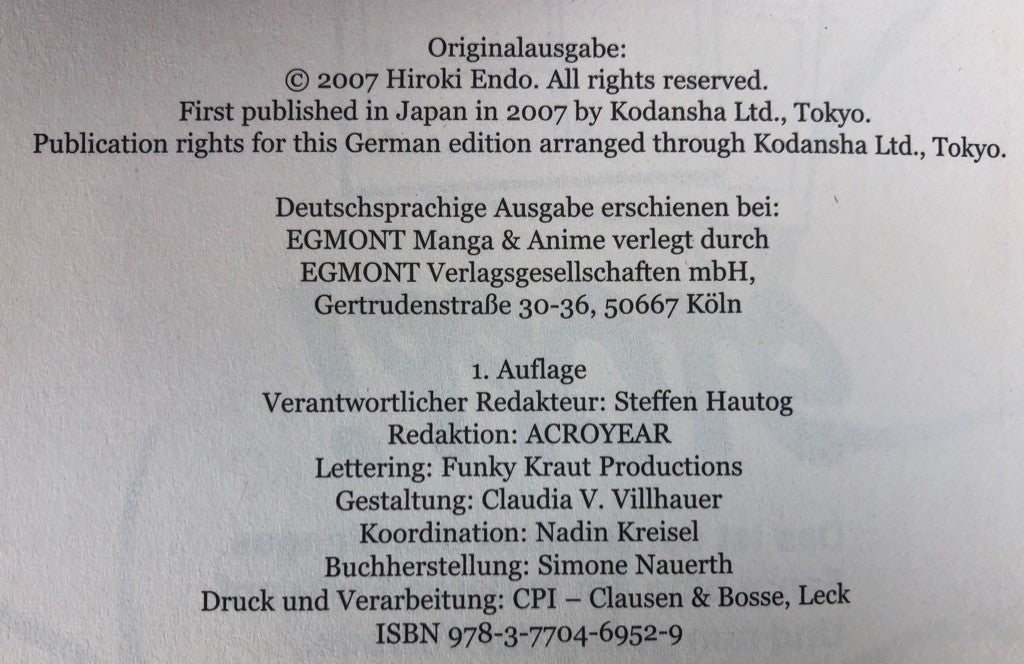 Originalausgabe:
© 2007 Hiroki Endo. All rights reserved.
First published in Japan in 2007 by Kodansha Ltd., Tokyo.
Publication rights for this German edition arranged through Kodansha Ltd., Tokyo.
Deutschsprachige Ausgabe erschienen bei:
EGMONT Manga & Anime verlegt durch
EGMONT Verlagsgesellschaften mbH,
Gertrudenstraße 30-36, 50667 Köln
1. Auflage
Verantwortlicher Redakteur: Steffen Hautog
Redaktion: ACROYEAR
Lettering: Funky Kraut Productions
Gestaltung: Claudia V. Villhauer
Koordination: Nadin Kreisel
Buchherstellung: Simone Nauerth
Druck und Verarbeitung: CPI – Clausen & Bosse, Leck
ISBN 978-3-7704-6952-9